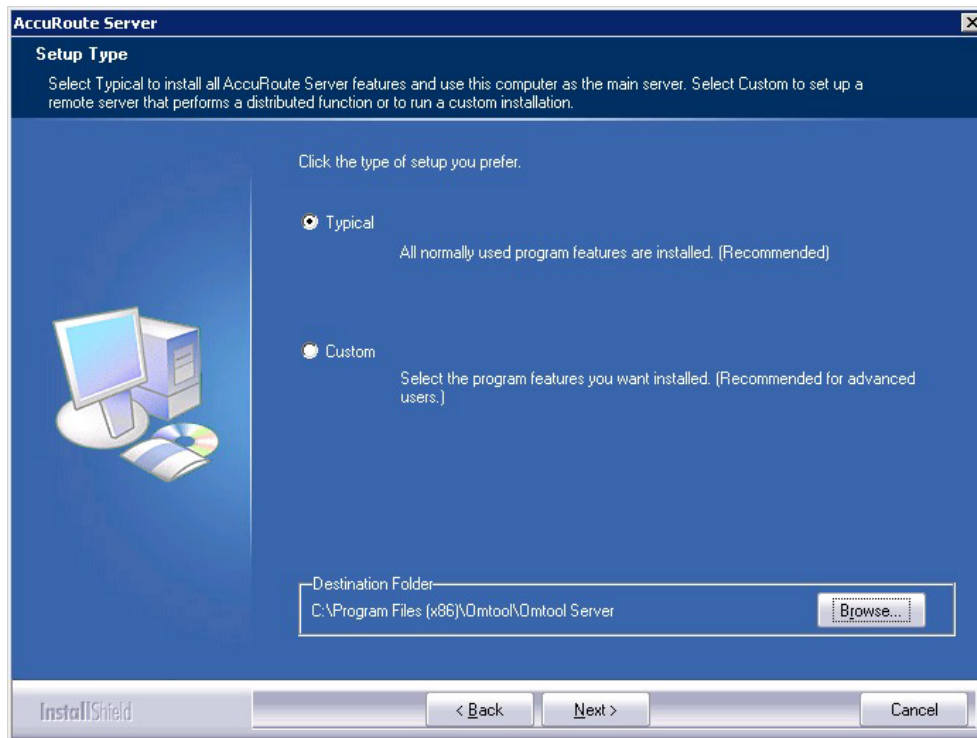 AccuRoute Server
Setup Type
Select Typical to install all AccuRoute Server features and use this computer as the main server. Select Custom to set up a
remote server that performs a distributed function or to run a custom installation.
Click the type of setup you prefer.
Typical
All normally used program features are installed. (Recommended)
Custom
Select the program features you want installed. (Recommended for advanced
users.)
Destination Folder
C:\Program Files (x86)\Omtool\Omtool Server
Browse...
InstallShield
< Back
Next >
Cancel